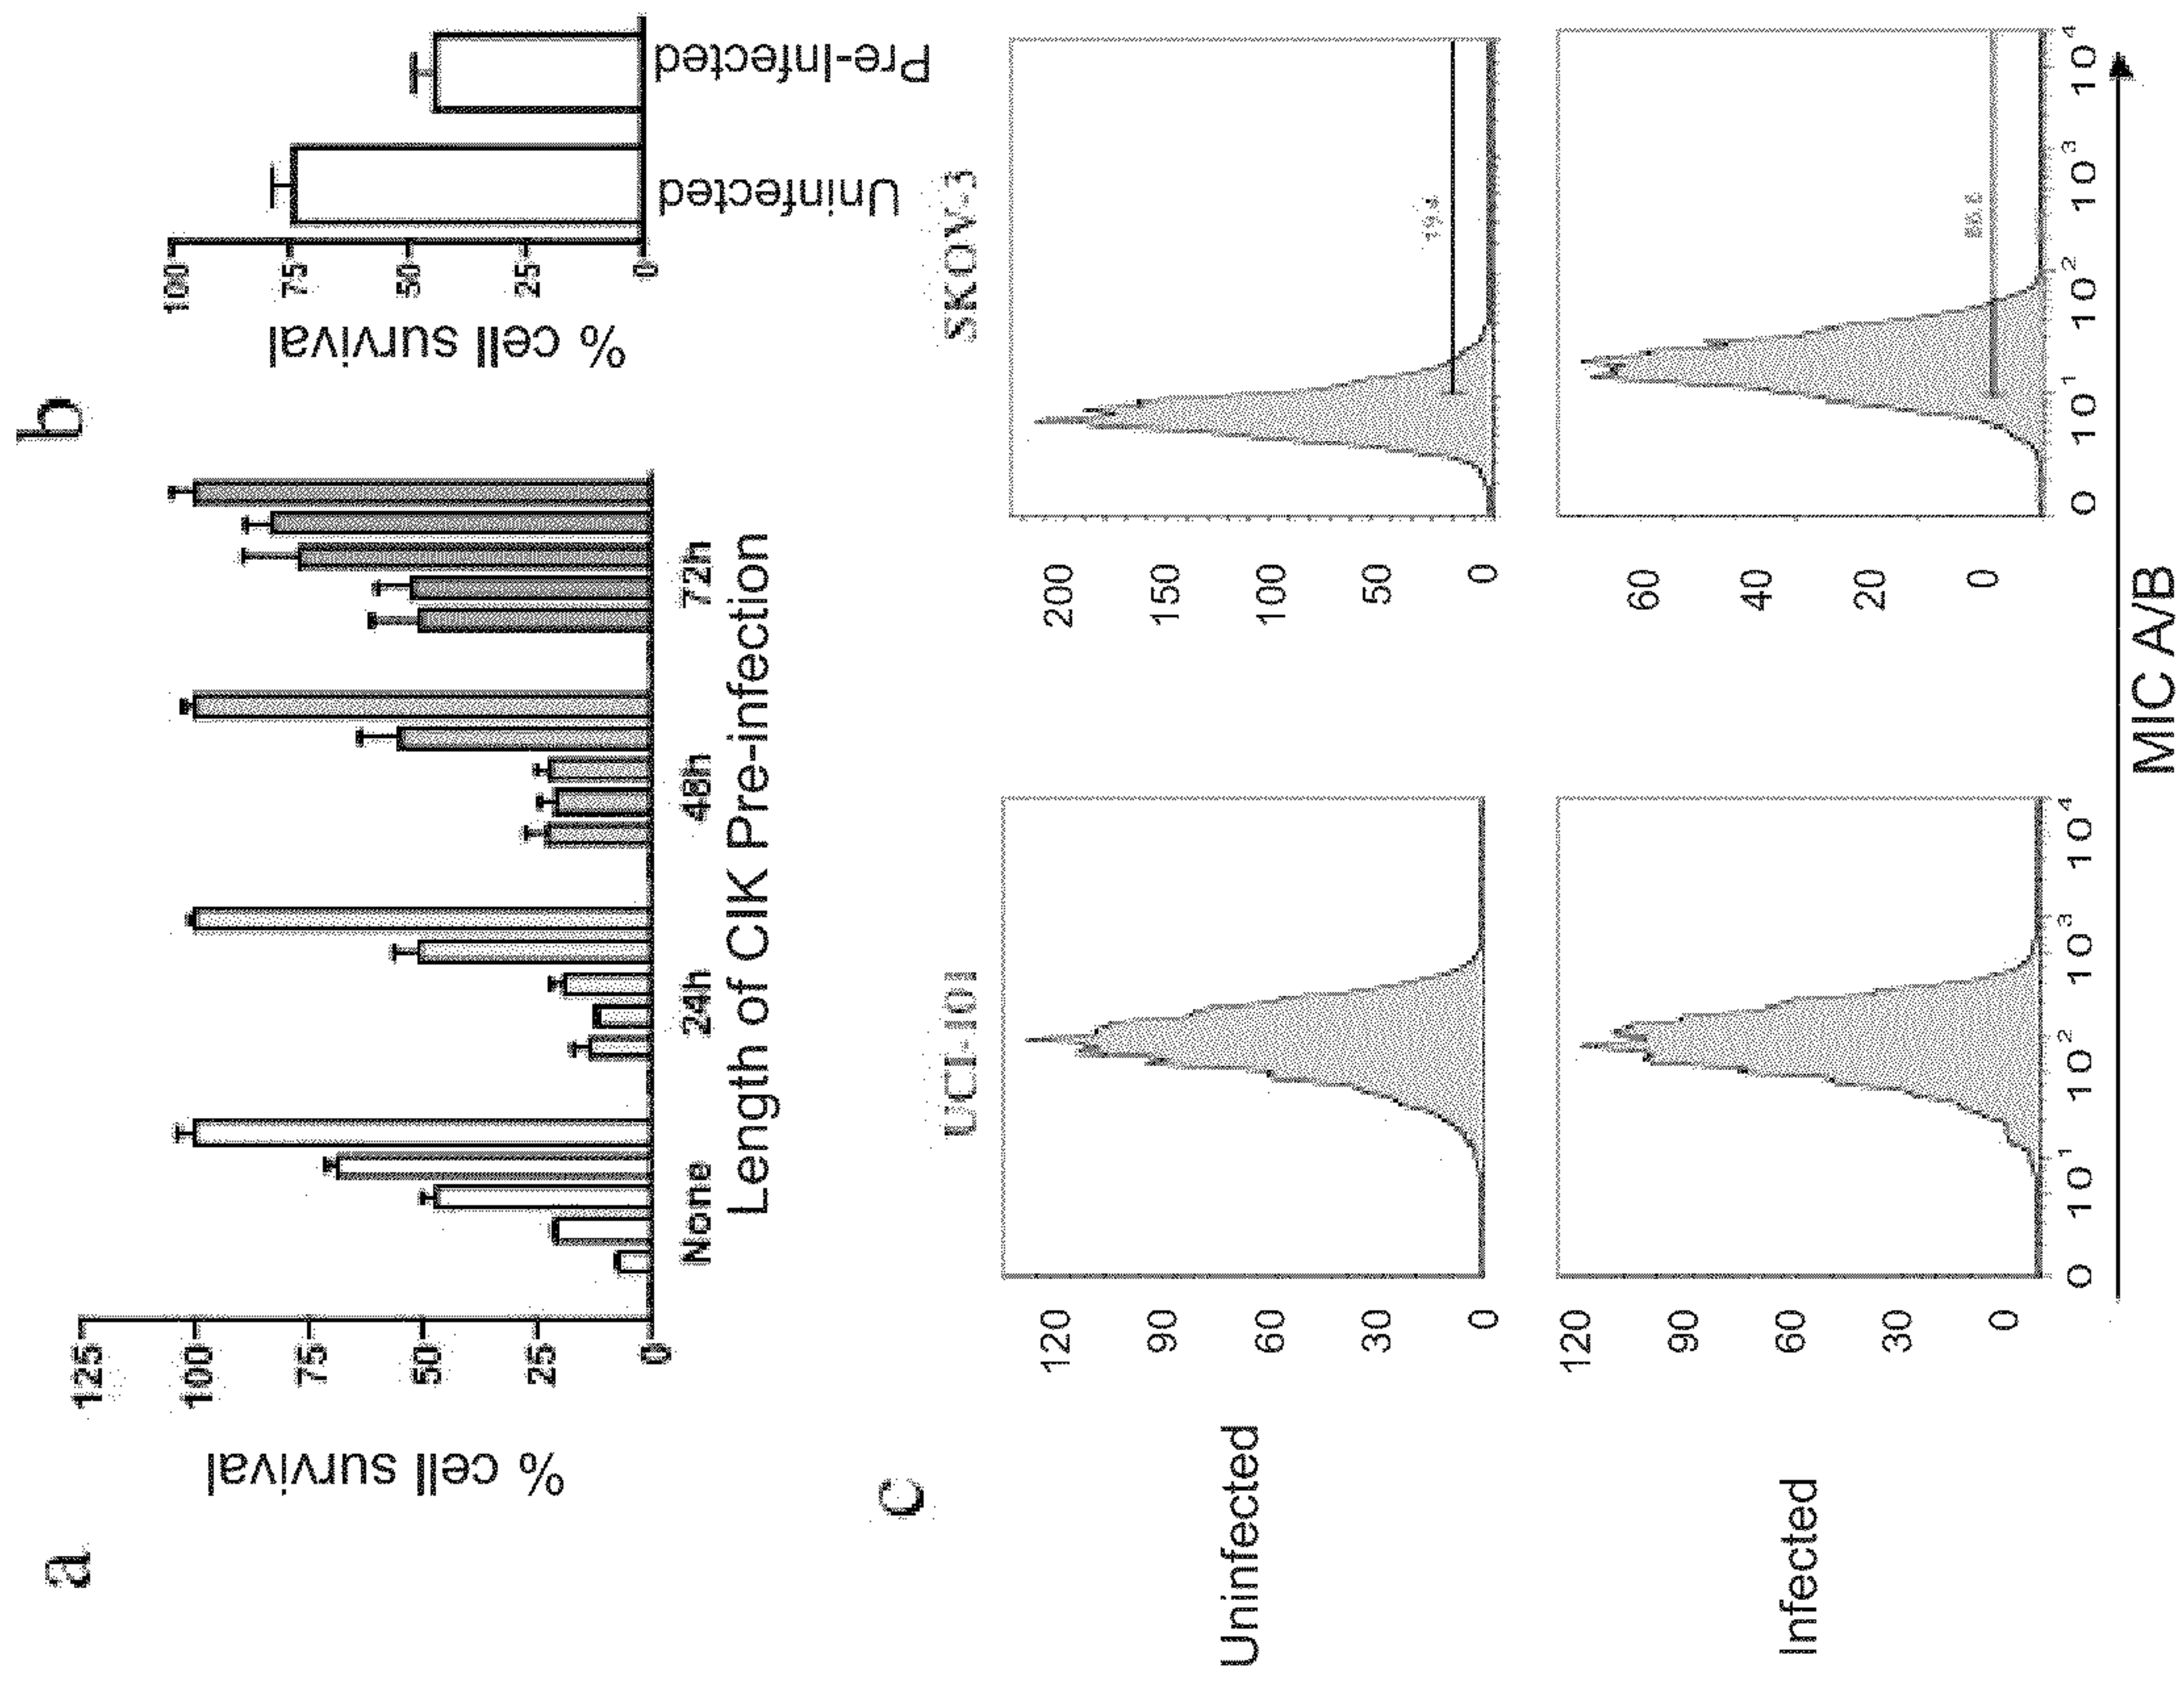 a
% cell survival
125
100
75
50
25
0
None
24h
48h
72h
Length of CIK Pre-infection
b
% cell survival
100
75
50
25
0
Uninfected
Pre-Infected
c
UCI-101
SKOV-3
Uninfected
120
90
60
30
0
200
150
100
50
0
Infected
120
90
60
30
0
0 10¹ 10² 10³ 10⁴
60
40
20
0
0 10¹ 10² 10³ 10⁴
MIC A/B